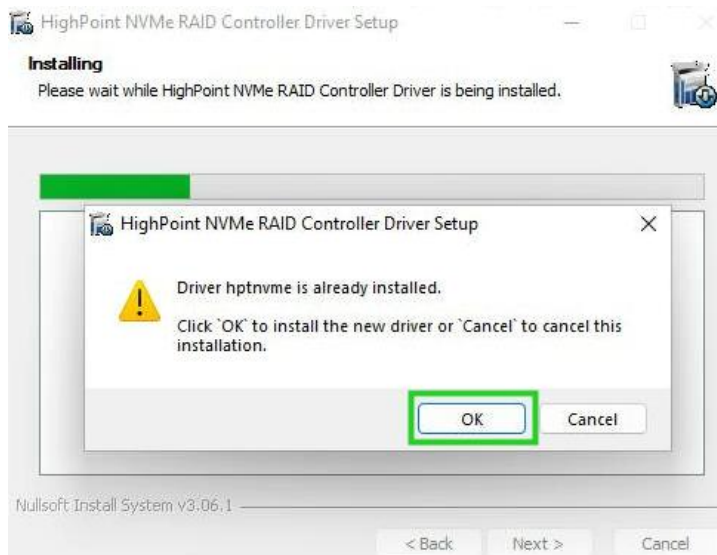 HighPoint NVMe RAID Controller Driver Setup
Installing
Please wait while HighPoint NVMe RAID Controller Driver is being installed.
HighPoint NVMe RAID Controller Driver Setup
Driver hptnvme is already installed.
Click `OK` to install the new driver or `Cancel` to cancel this
installation.
OK
Cancel
Nullsoft Install System v3.06.1
< Back
Next >
Cancel